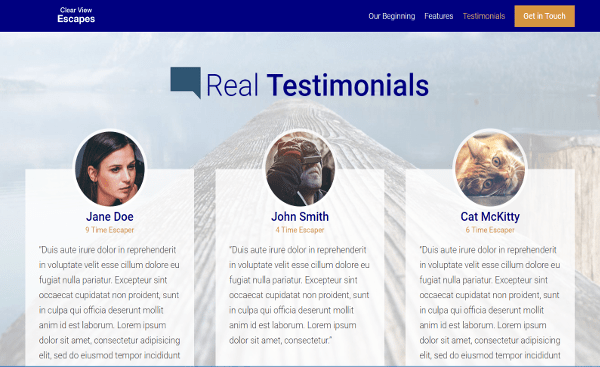 Clear View
Escapes
Our Beginning
Features
Testimonials
Get in Touch
Real Testimonials
Jane Doe
9 Time Escaper
"Duis aute irure dolor in reprehenderit
in voluptate velit esse cillum dolore eu
fugiat nulla pariatur. Excepteur sint
occaecat cupidatat non proident, sunt
in culpa qui officia deserunt mollit
anim id est laborum. Lorem ipsum
dolor sit amet, consectetur adipisicing
elit, sed do eiusmod tempor incididunt
John Smith
4 Time Escaper
"Duis aute irure dolor in reprehenderit
in voluptate velit esse cillum dolore eu
fugiat nulla pariatur. Excepteur sint
occaecat cupidatat non proident, sunt
in culpa qui officia deserunt mollit
anim id est laborum. Lorem ipsum
dolor sit amet, consectetur."
Cat McKitty
6 Time Escaper
"Duis aute irure dolor in reprehenderit
in voluptate velit esse cillum dolore eu
fugiat nulla pariatur. Excepteur sint
occaecat cupidatat non proident, sunt
in culpa qui officia deserunt mollit
anim id est laborum. Lorem ipsum
dolor sit amet, consectetur adipisicing
elit, sed do eiusmod tempor incididunt